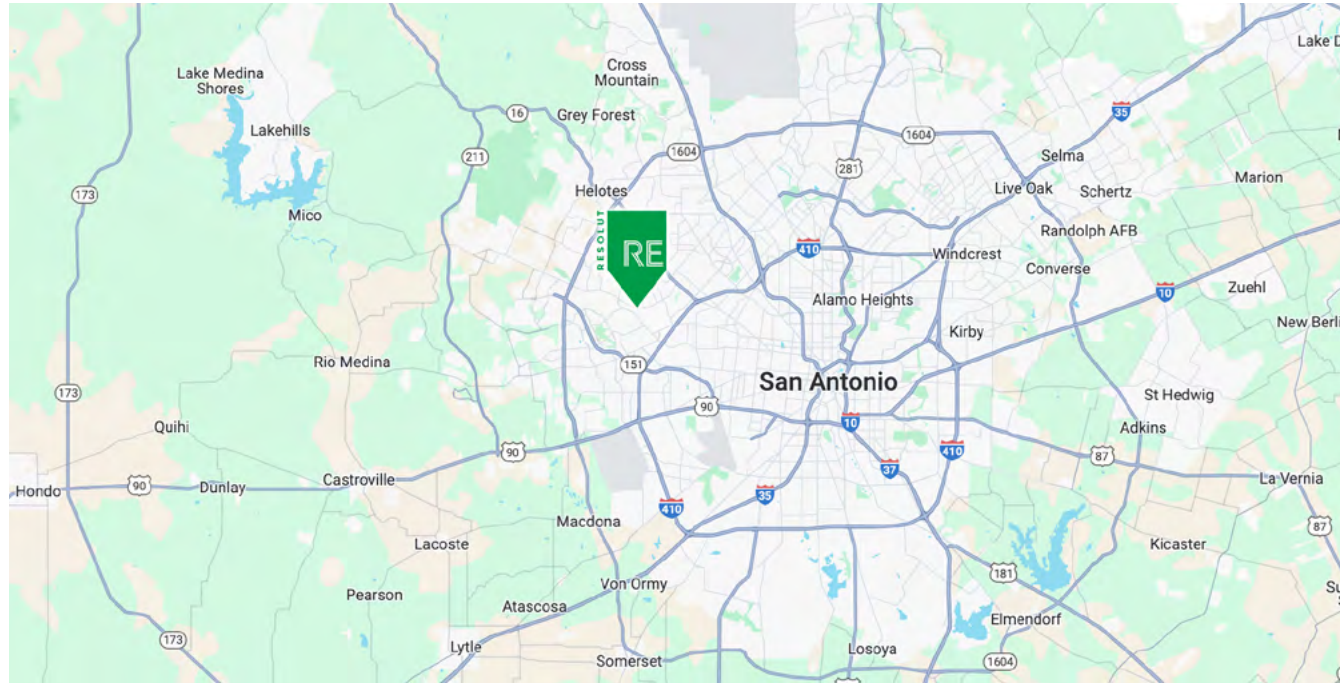 Lake D
Cross
Mountain
Lake Medina
Shores
16
Grey Forest
35
Lakehills
1604
1604
211
281
Selma
173
Helotes
Live Oak
Schertz
Marion
Mico
RESOLUT
RE
Randolph AFB
410
Windcrest
Converse
Zuehl
Alamo Heights
10
New Berli
Kirby
Rio Medina
151
San Antonio
173
90
St Hedwig
Quihi
10
Adkins
90
410
87
Castroville
37
La Vernia
Hondo
90
Dunlay
35
410
Macdona
87
Lacoste
Kicaster
Von Ormy
181
Pearson
Su
S
Atascosa
Elmendorf
173
Lytle
Losoya
Somerset
1604